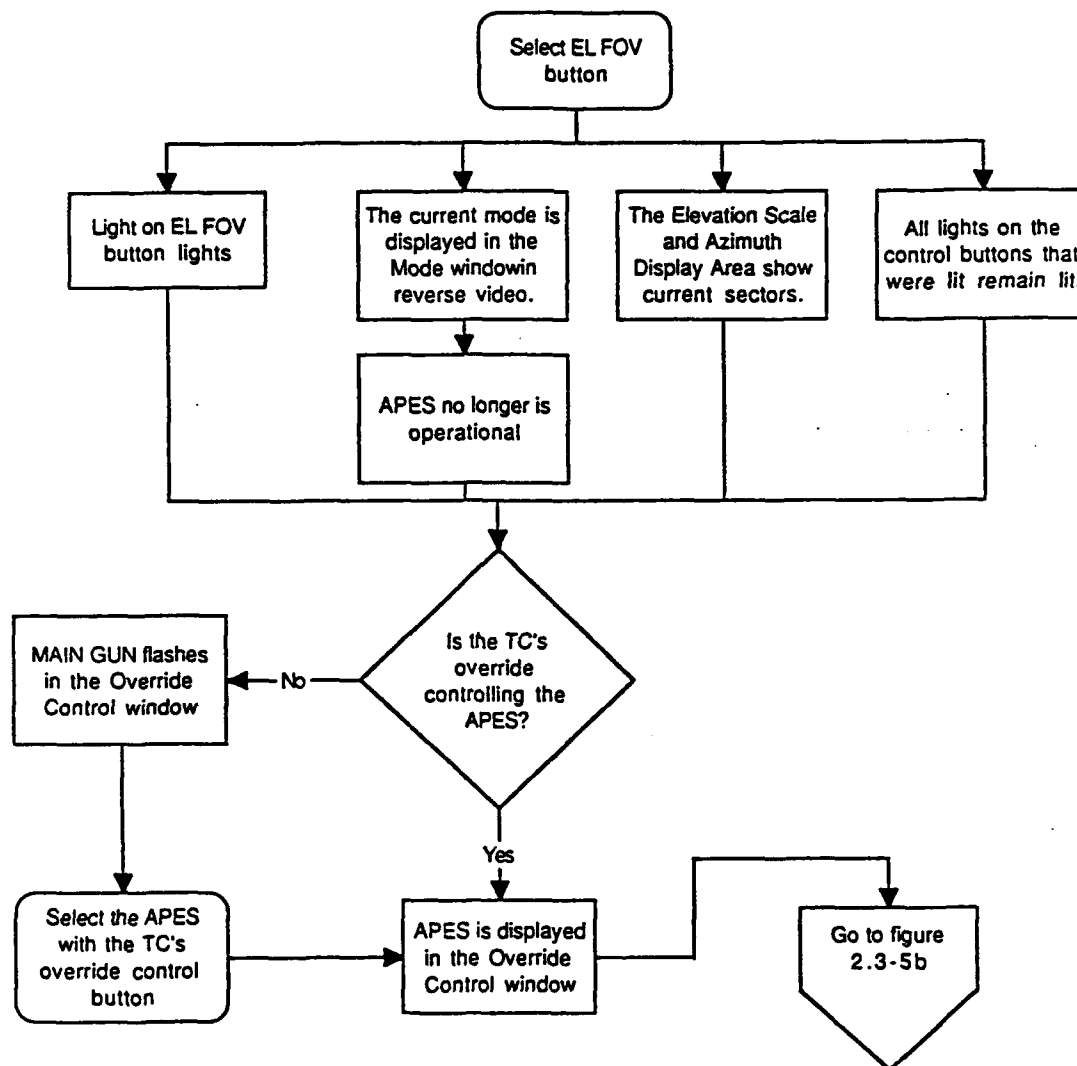 Select EL FOV
button
Light on EL FOV
button lights
The current mode is
displayed in the
Mode windowin
reverse video.
The Elevation Scale
and Azimuth
Display Area show
current sectors.
All lights on the
control buttons that
were lit remain lit.
APES no longer is
operational
Is the TC's
override
controlling the
APES?
No
MAIN GUN flashes
in the Override
Control window
Yes
Select the APES
with the TC's
override control
button
APES is displayed
in the Override
Control window
Go to figure
2.3-5b